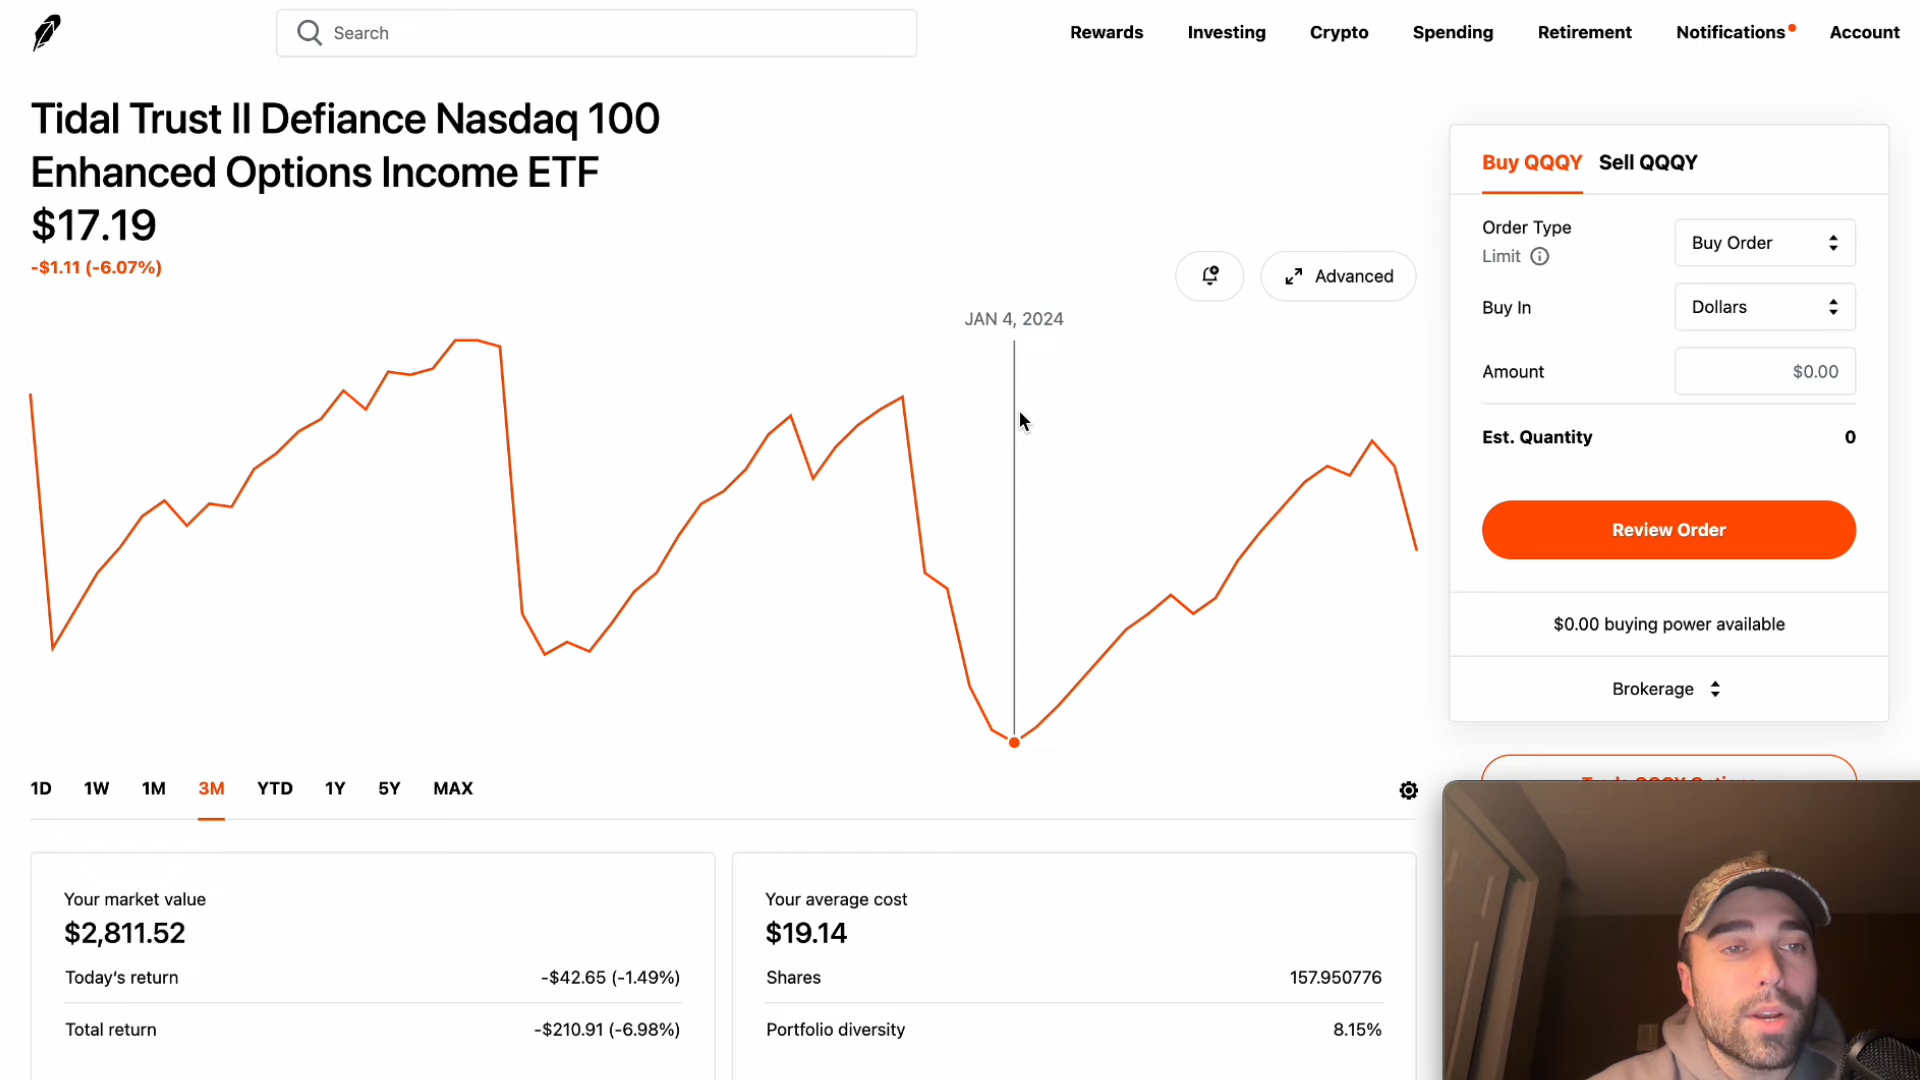 Search
Rewards
Investing
Crypto
Spending
Retirement
Notifications
Account
Tidal Trust II Defiance Nasdaq 100
Enhanced Options Income ETF
$17.19
-$1.11 (-6.07%)
Advanced
JAN 4, 2024
1D
1W
1M
3M
YTD
1Y
5Y
MAX
Your market value
$2,811.52
Today's return
-$42.65 (-1.49%)
Total return
-$210.91 (-6.98%)
Your average cost
$19.14
Shares
157.950776
Portfolio diversity
8.15%
Buy QQQY
Sell QQQY
Order Type
Limit
Buy Order
Buy In
Dollars
Amount
$0.00
Est. Quantity
0
Review Order
$0.00 buying power available
Brokerage